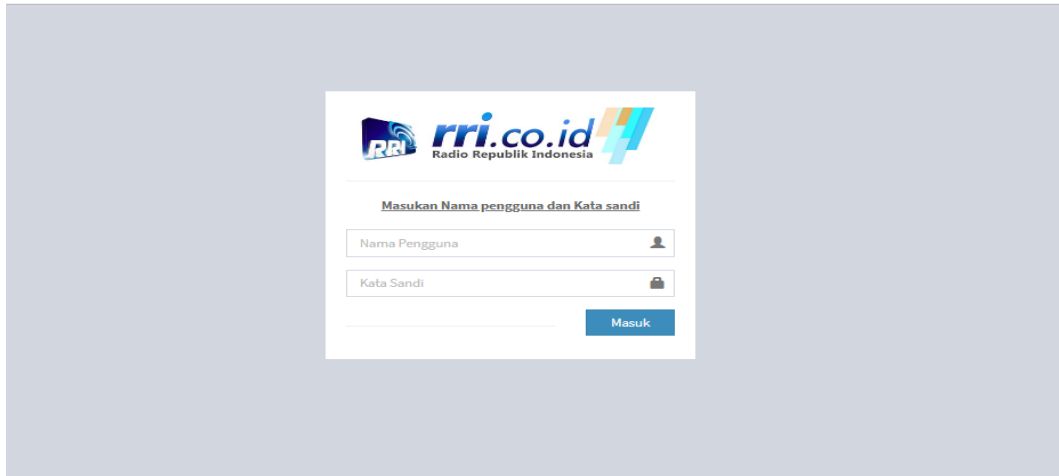 RRI
rri.co.id
Radio Republik Indonesia
Masukan Nama pengguna dan Kata sandi
Nama Pengguna
Kata Sandi
Masuk